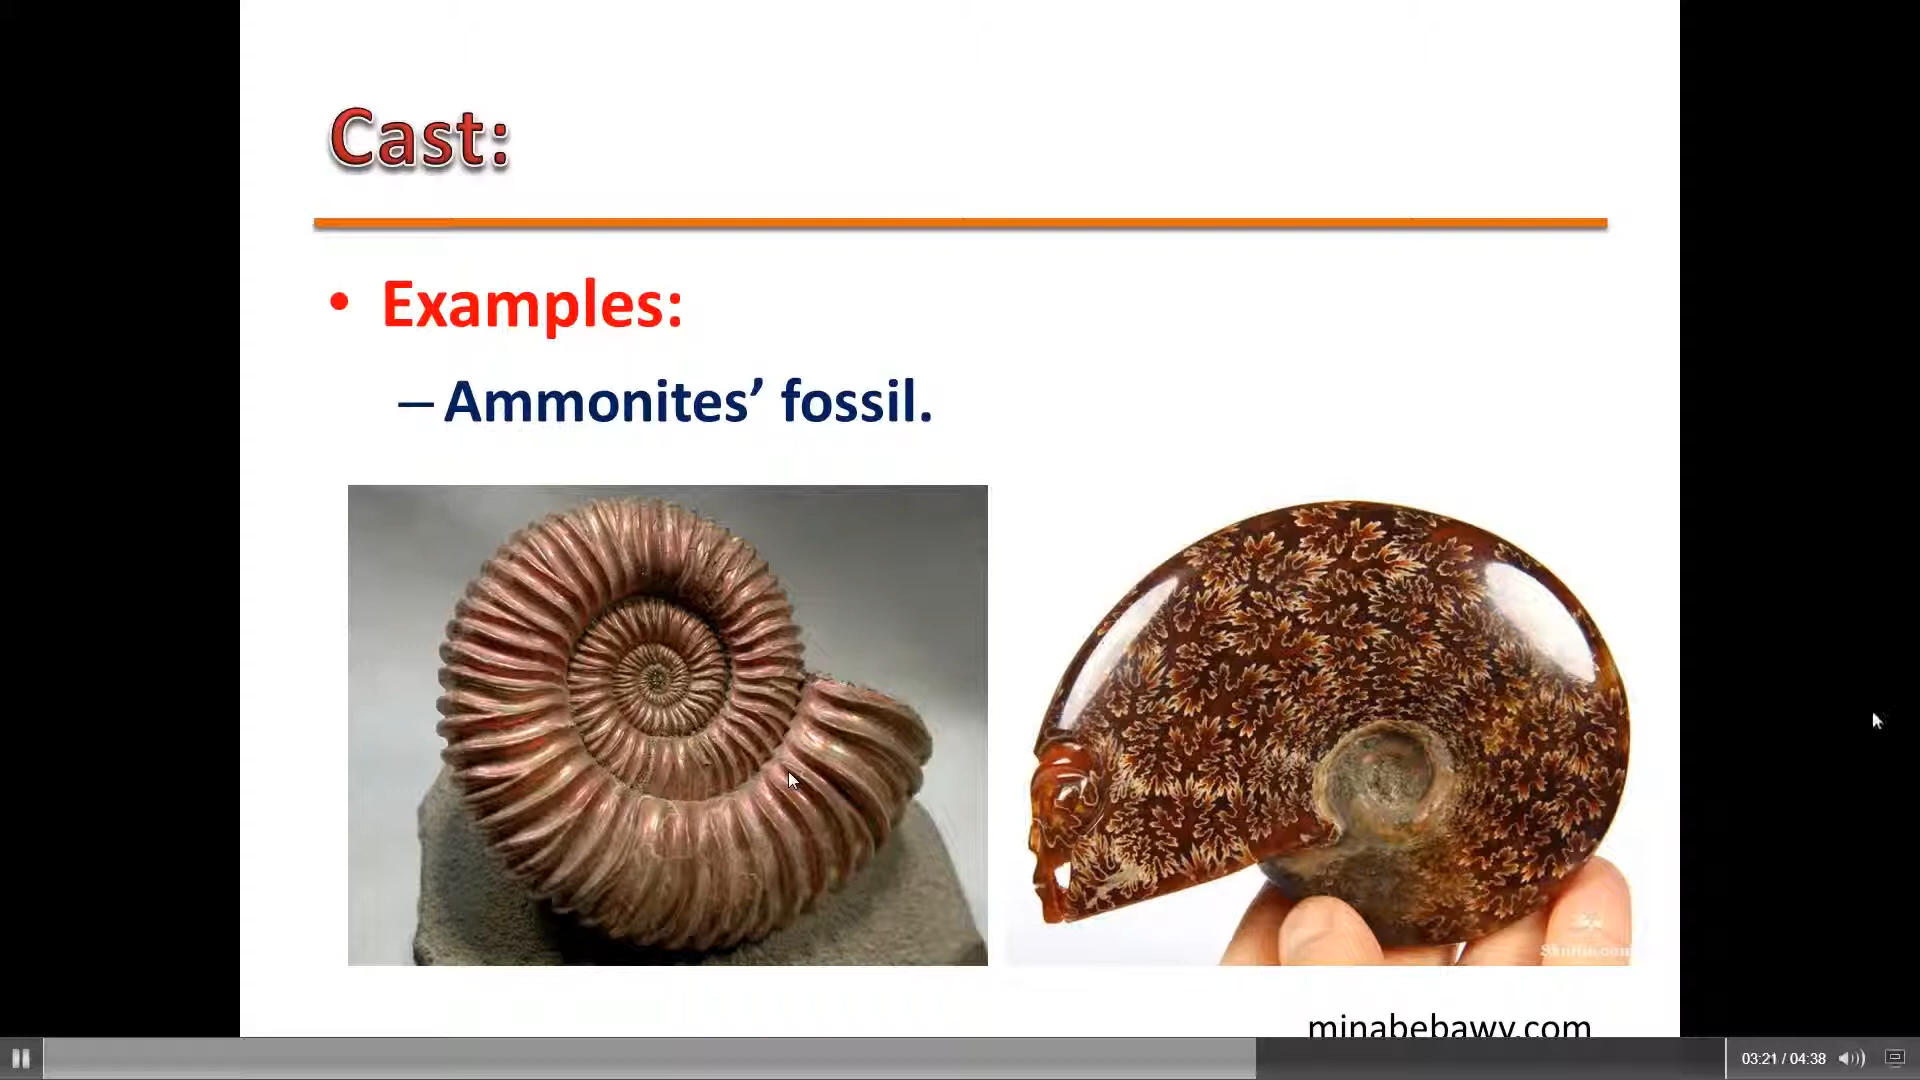 Cast:
• Examples:
– Ammonites’ fossil.
minabebawy.com
03:21 / 04:38